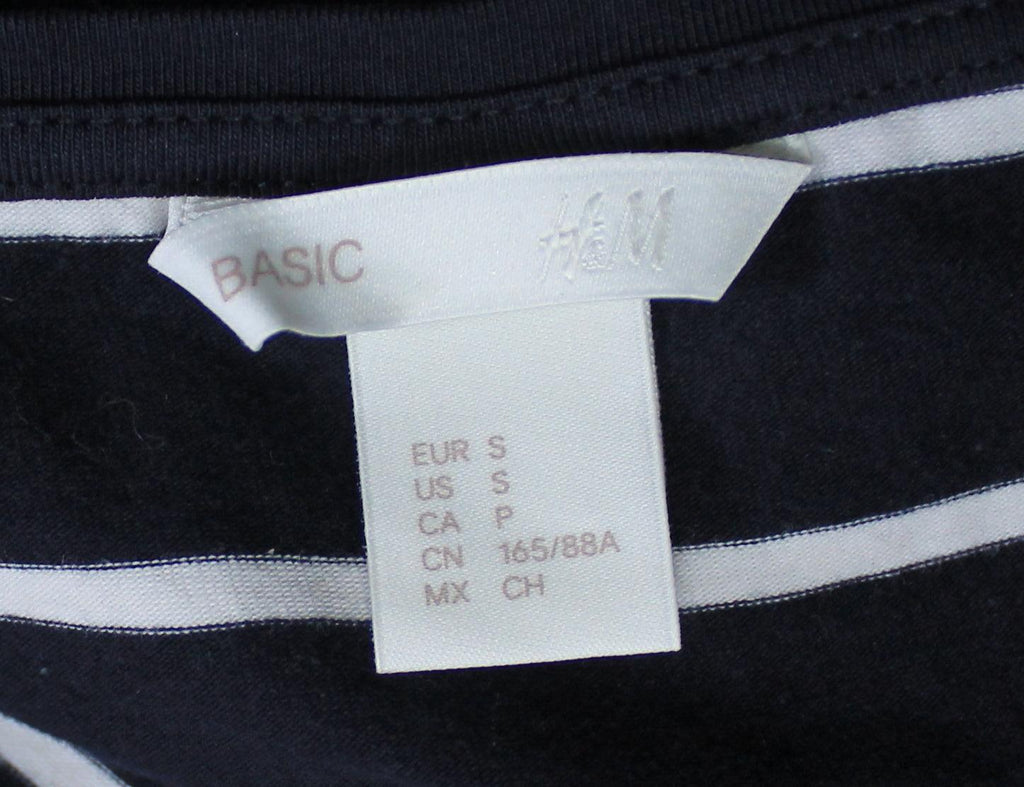 BASIC H&M
EUR S
US S
CA P
CN 165/88A
MX CH